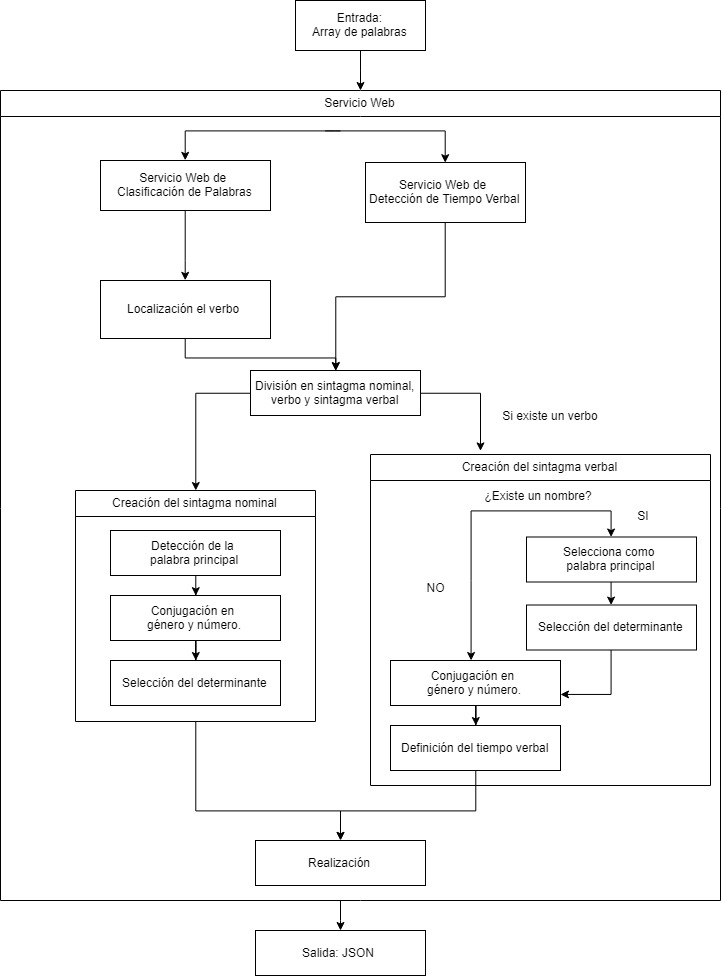 Entrada:
Array de palabras
Servicio Web
Servicio Web de
Clasificación de Palabras
Servicio Web de
Detección de Tiempo Verbal
Localización el verbo
División en sintagma nominal,
verbo y sintagma verbal
Si existe un verbo
Creación del sintagma nominal
Detección de la
palabra principal
Conjugación en
género y número.
Selección del determinante
Creación del sintagma verbal
¿Existe un nombre?
SI
Selecciona como
palabra principal
NO
Selección del determinante
Conjugación en
género y número.
Definición del tiempo verbal
Realización
Salida: JSON